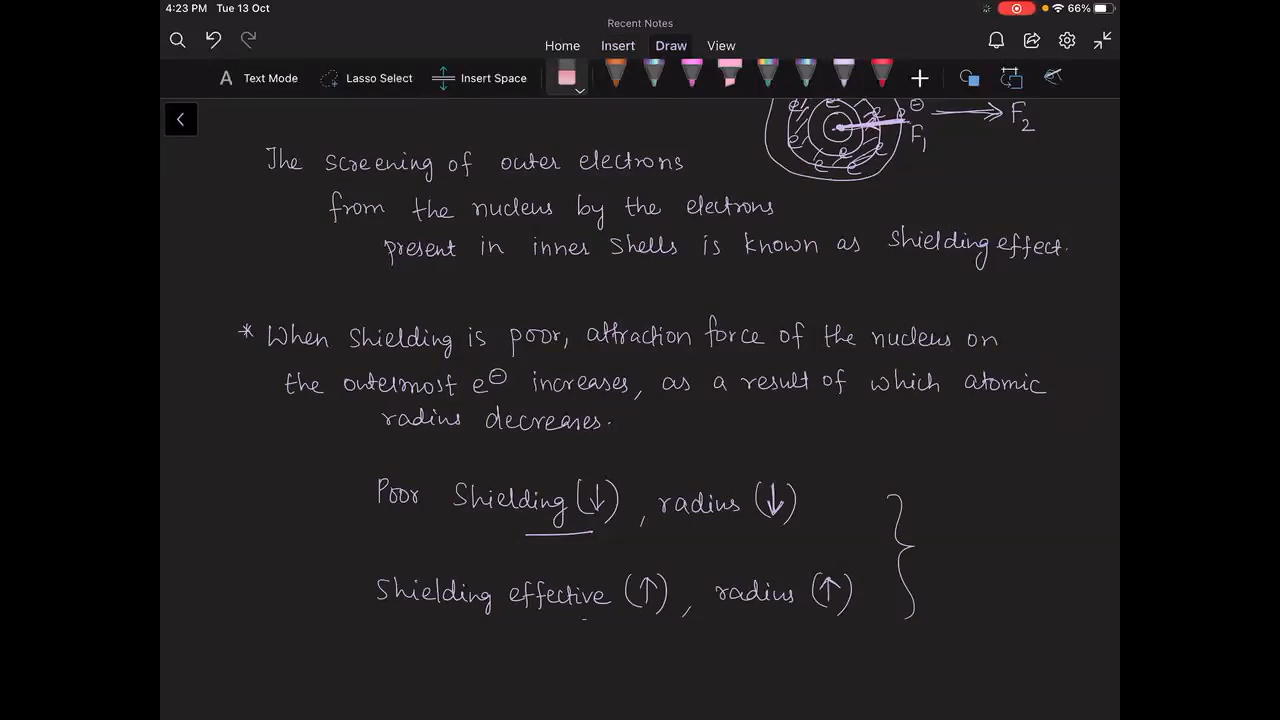 4:23 PM Tue 13 Oct
66%
Recent Notes
Home Insert Draw View
Text Mode Lasso Select Insert Space
e⊖ F₂
F₁
e e e e e
The screening of outer electrons
from the nucleus by the electrons
present in inner shells is known as shielding effect.
* When shielding is poor, attraction force of the nucleus on
the outermost e⊖ increases, as a result of which atomic
radius decreases.
Poor Shielding (↓), radius (↓)
Shielding effective (↑), radius (↑)